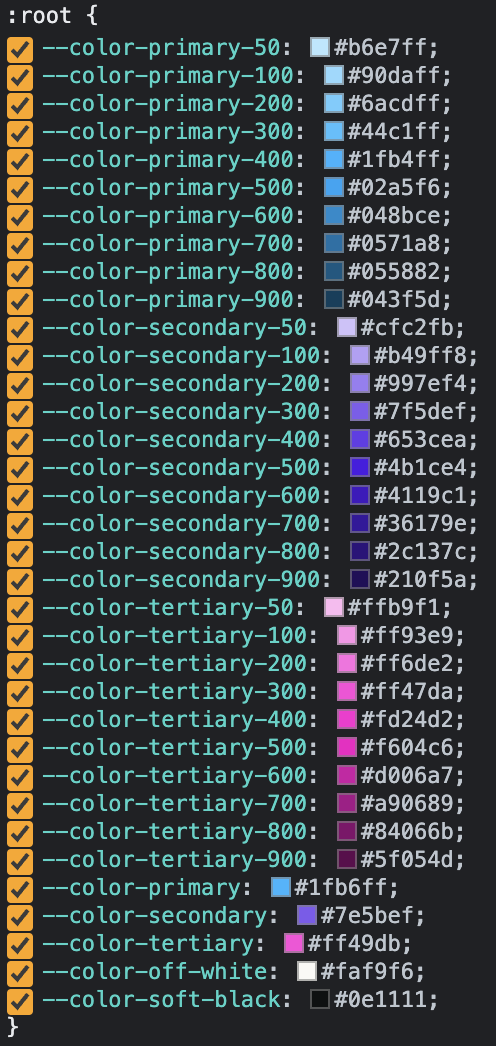 :root {
--color-primary-50: #b6e7ff;
--color-primary-100: #90daff;
--color-primary-200: #6acdff;
--color-primary-300: #44c1ff;
--color-primary-400: #1fb4ff;
--color-primary-500: #02a5f6;
--color-primary-600: #048bce;
--color-primary-700: #0571a8;
--color-primary-800: #055882;
--color-primary-900: #043f5d;
--color-secondary-50: #cfc2fb;
--color-secondary-100: #b49ff8;
--color-secondary-200: #997ef4;
--color-secondary-300: #7f5def;
--color-secondary-400: #653cea;
--color-secondary-500: #4b1ce4;
--color-secondary-600: #4119c1;
--color-secondary-700: #36179e;
--color-secondary-800: #2c137c;
--color-secondary-900: #210f5a;
--color-tertiary-50: #ffb9f1;
--color-tertiary-100: #ff93e9;
--color-tertiary-200: #ff6de2;
--color-tertiary-300: #ff47da;
--color-tertiary-400: #fd24d2;
--color-tertiary-500: #f604c6;
--color-tertiary-600: #d006a7;
--color-tertiary-700: #a90689;
--color-tertiary-800: #84066b;
--color-tertiary-900: #5f054d;
--color-primary: #1fb6ff;
--color-secondary: #7e5bef;
--color-tertiary: #ff49db;
--color-off-white: #faf9f6;
--color-soft-black: #0e1111;
}